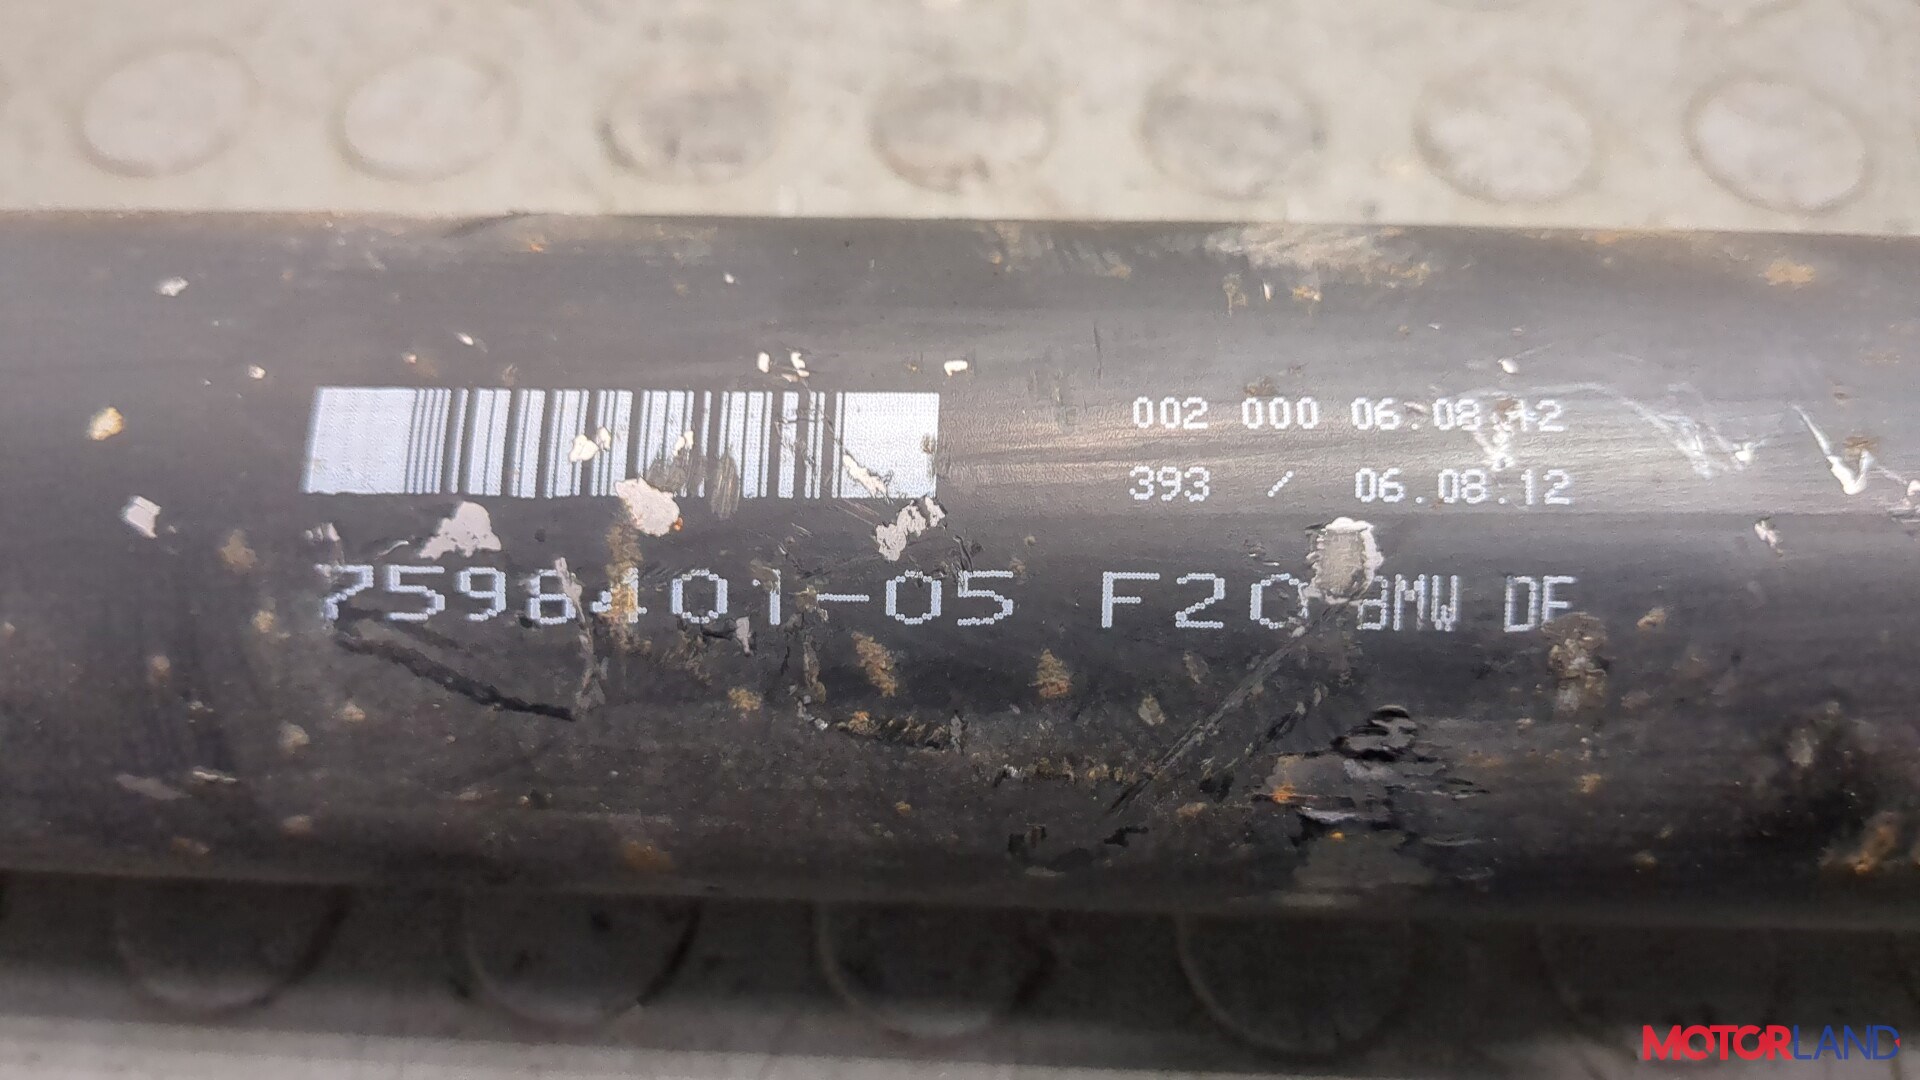 002 000 06.08.12
393 / 06.08.12
7598401-05 F20 BMW DF
MOTORLAND